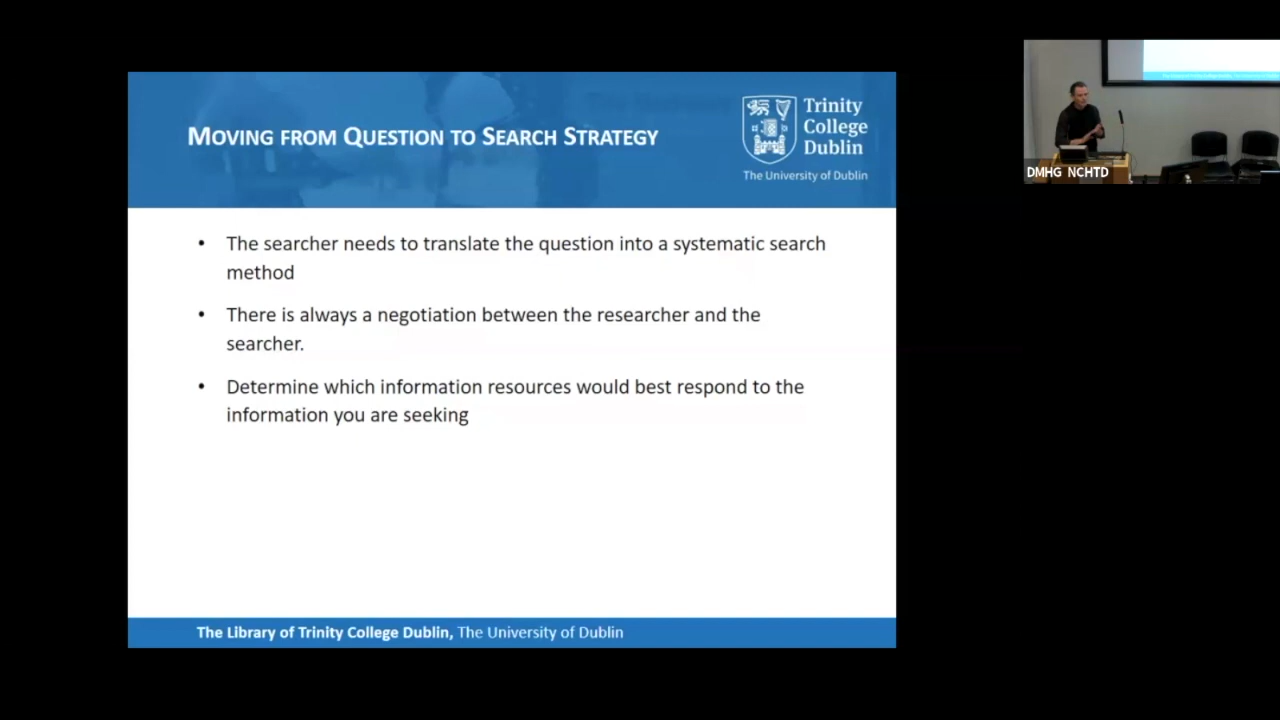 MOVING FROM QUESTION TO SEARCH STRATEGY
Trinity
College
Dublin
The University of Dublin
• The searcher needs to translate the question into a systematic search
method
• There is always a negotiation between the researcher and the
searcher.
• Determine which information resources would best respond to the
information you are seeking
The Library of Trinity College Dublin, The University of Dublin
DMHG NCHTD